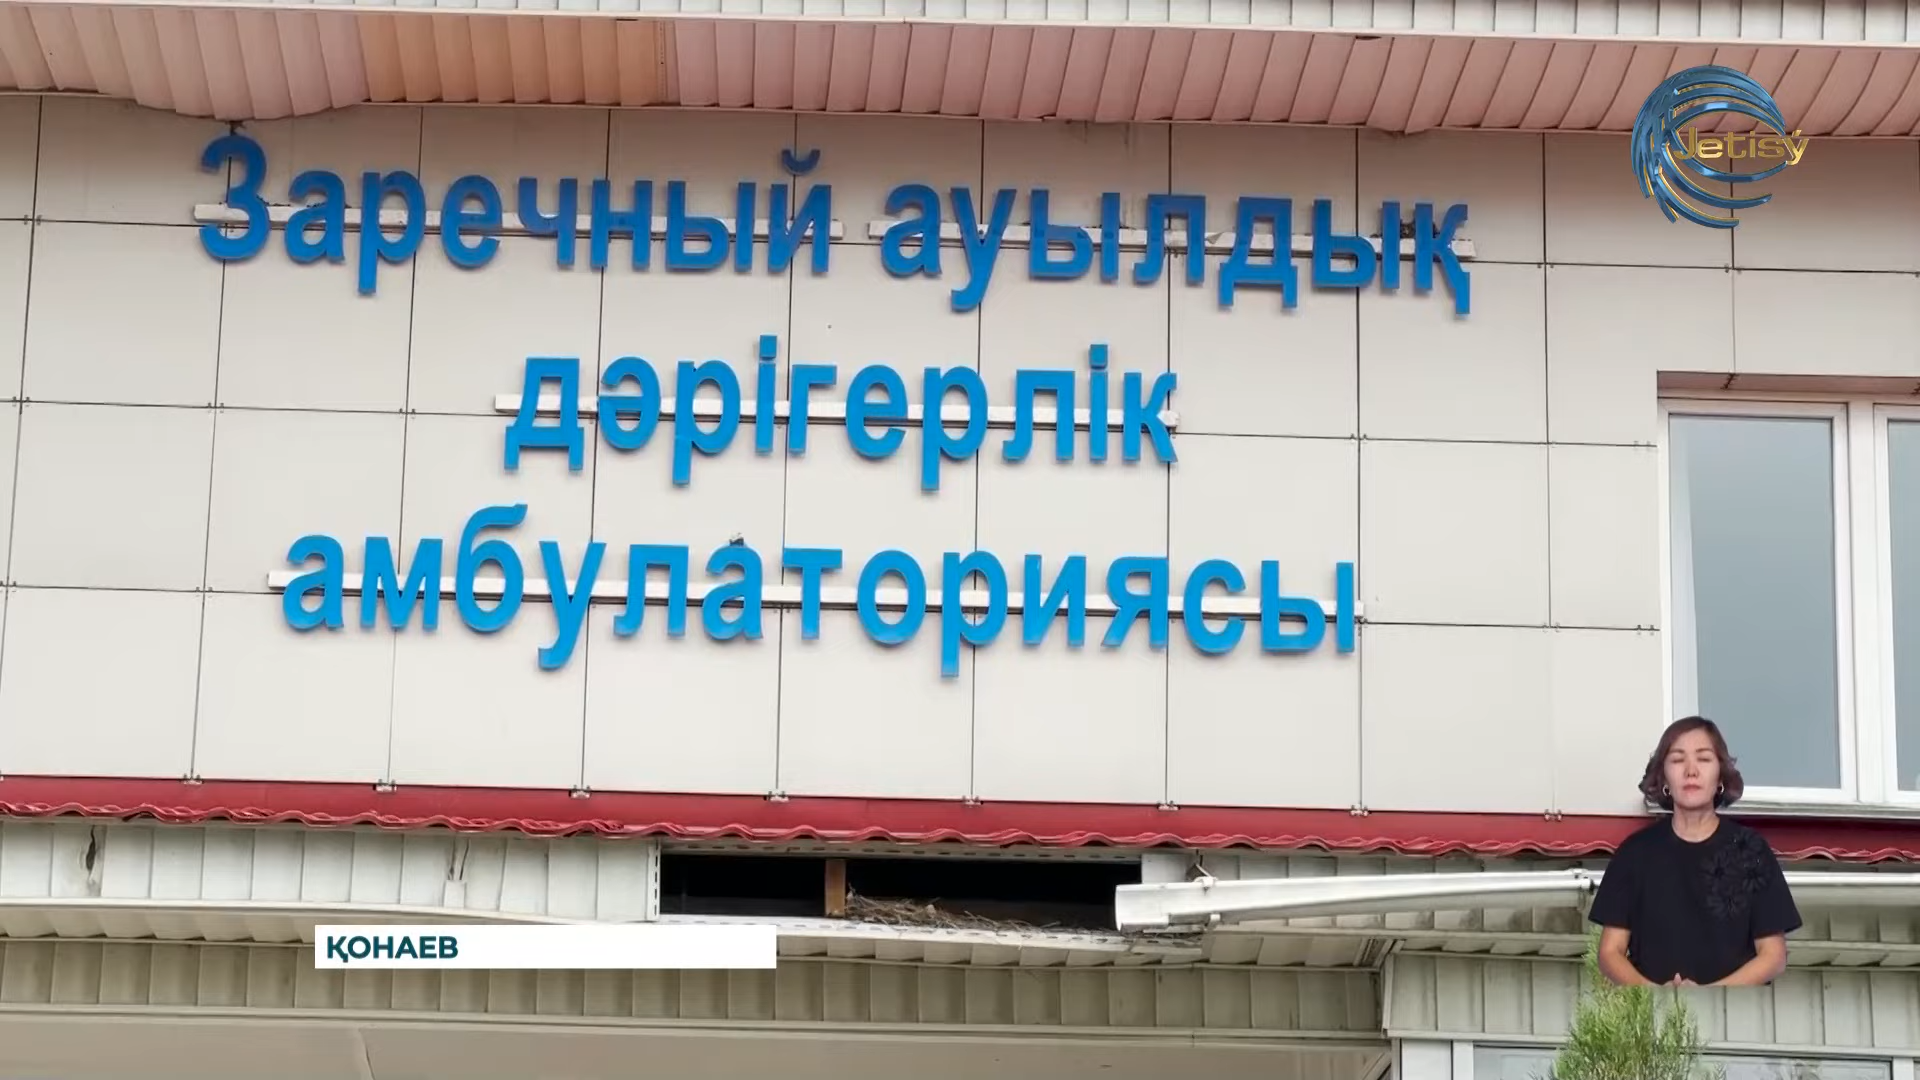 Заречный ауылдық
дәрігерлік
амбулаториясы
Jetisý
ҚОНАЕВ